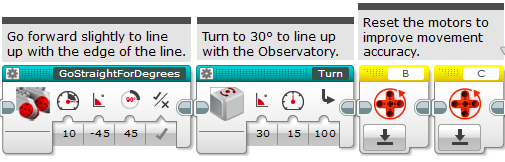 Go forward slightly to line
up with the edge of the line.
Turn to 30° to line up
with the Observatory.
Reset the motors to
improve movement
accuracy.
GoStraightForDegrees
Turn
B
C
90°
10 -45 45
30 15 100